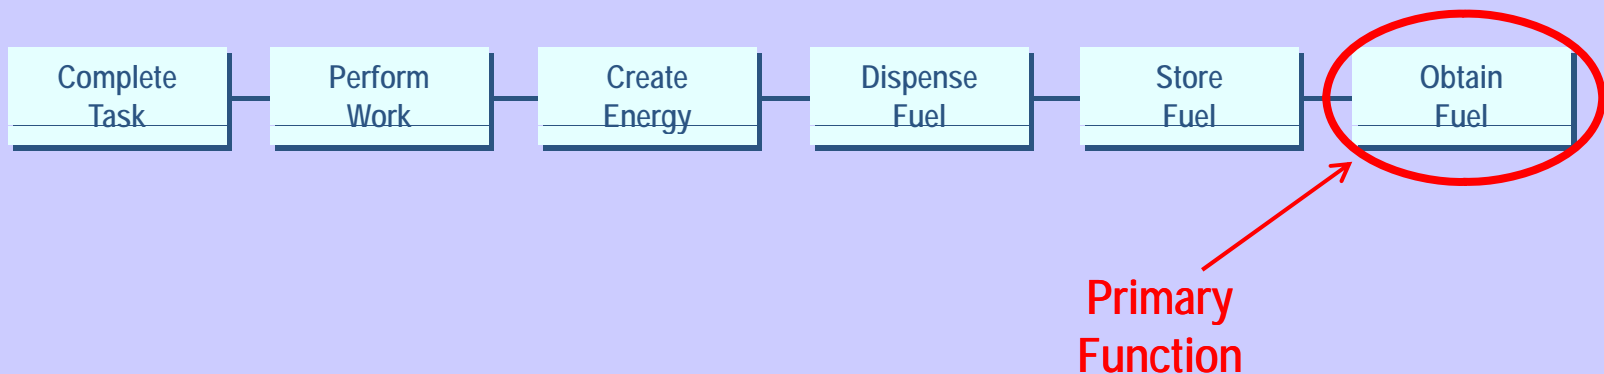 Complete
Task
Perform
Work
Create
Energy
Dispense
Fuel
Store
Fuel
Obtain
Fuel
Primary
Function